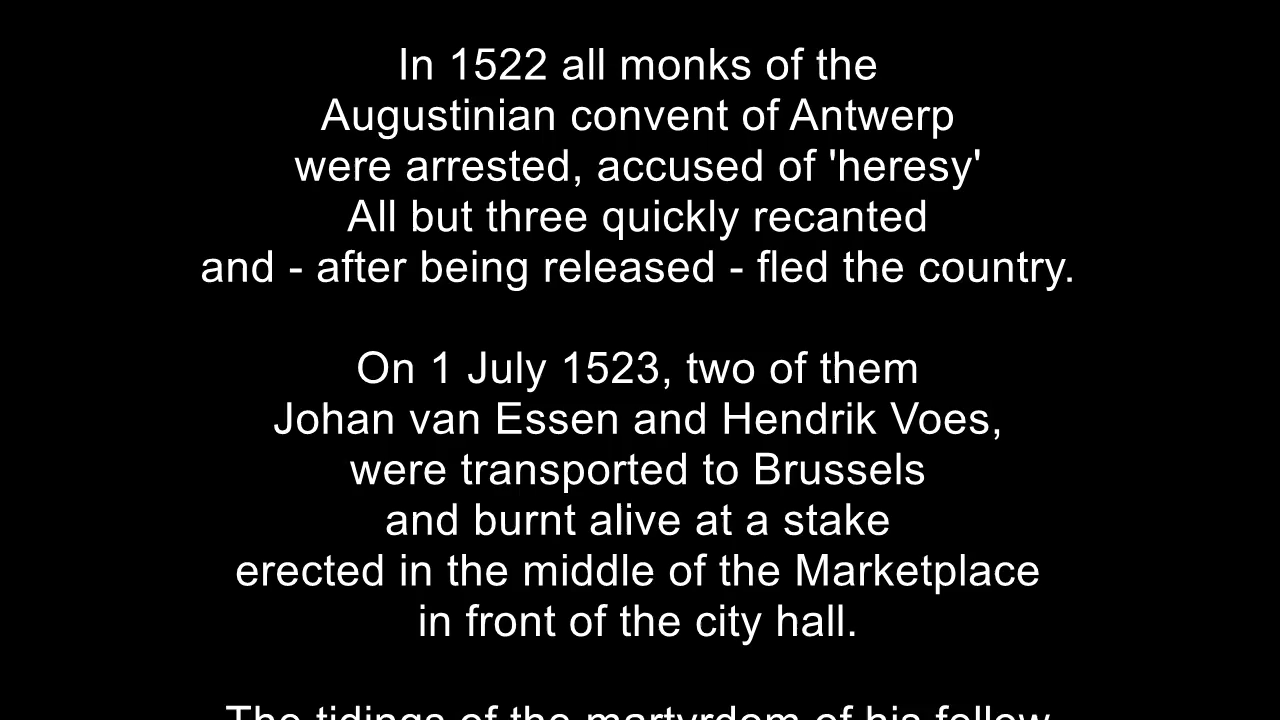 In 1522 all monks of the
Augustinian convent of Antwerp
were arrested, accused of 'heresy'
All but three quickly recanted
and - after being released - fled the country.
On 1 July 1523, two of them
Johan van Essen and Hendrik Voes,
were transported to Brussels
and burnt alive at a stake
erected in the middle of the Marketplace
in front of the city hall.
The tidings of the martyrdom of his fellow